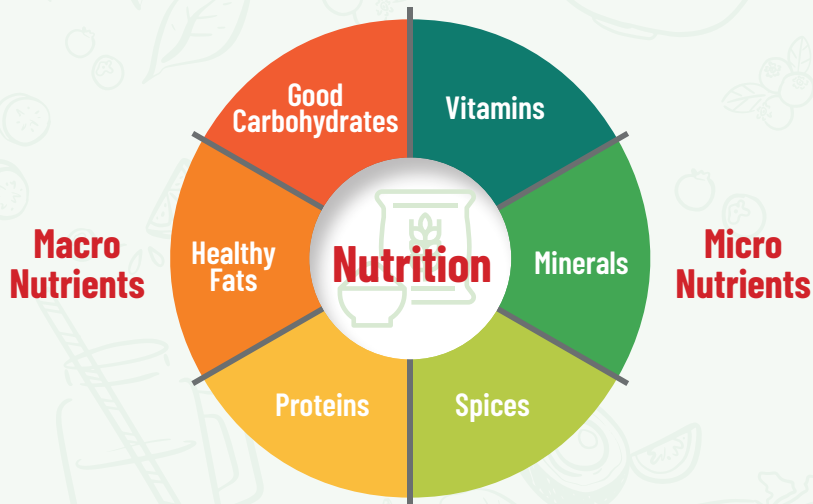 Good
Carbohydrates
Vitamins
Macro
Nutrients
Healthy
Fats
Nutrition
Minerals
Micro
Nutrients
Proteins
Spices